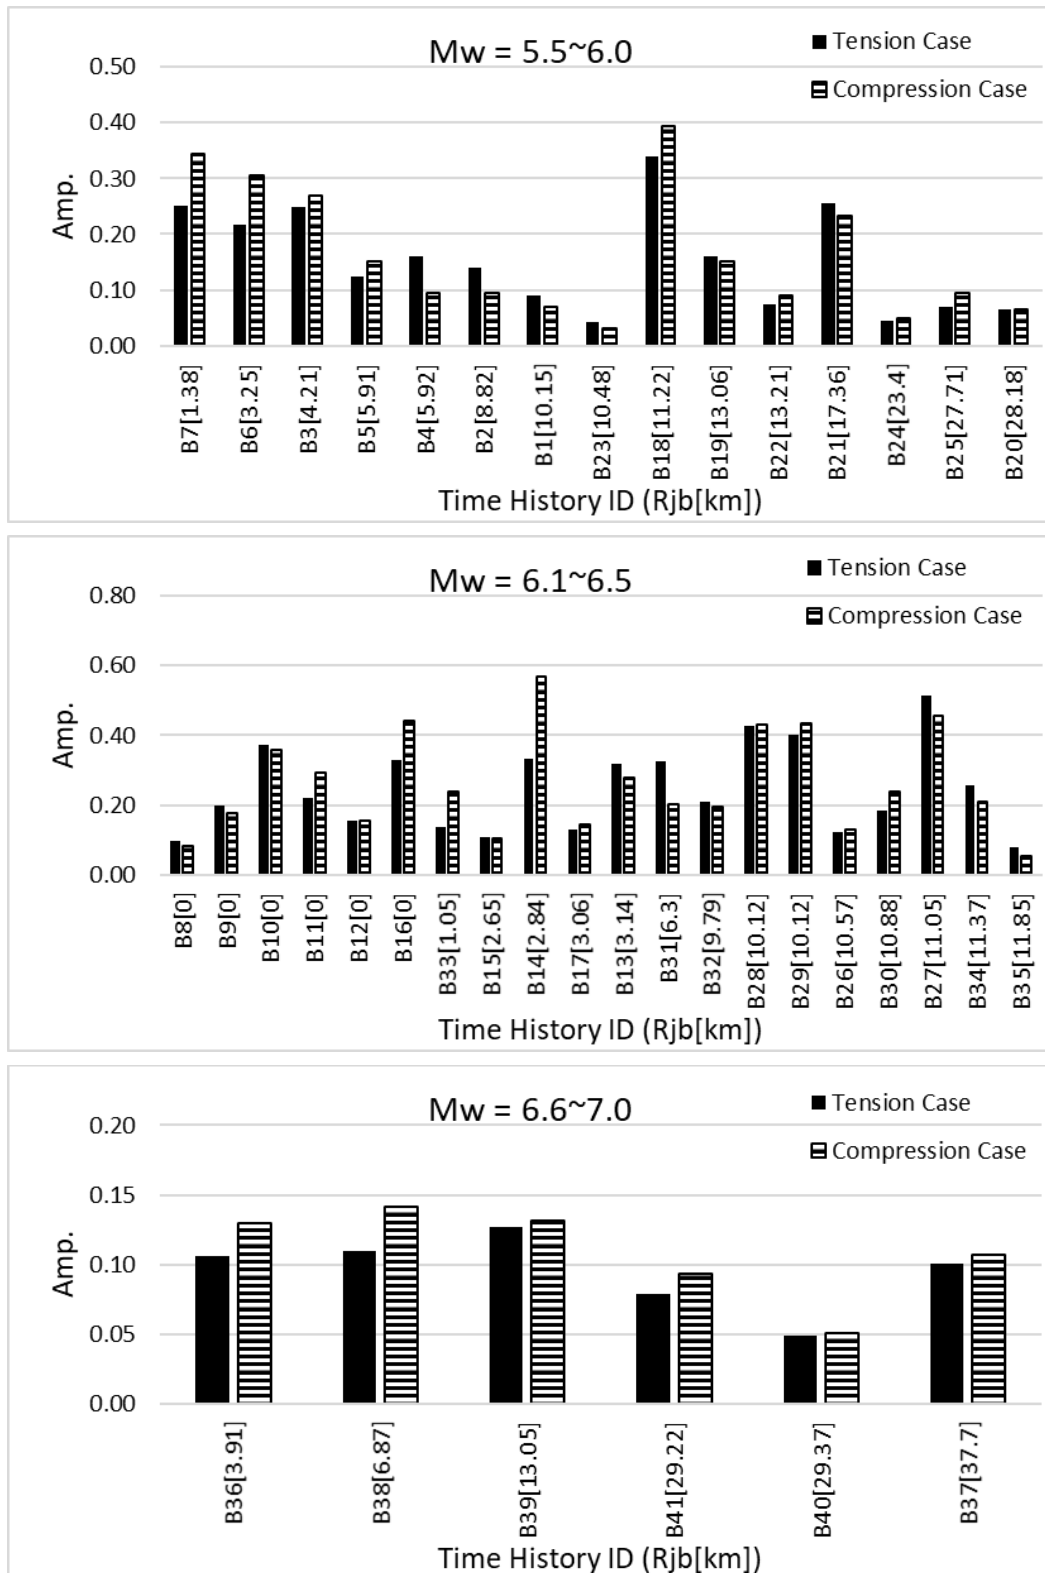 Mw = 5.5~6.0
Tension Case
Compression Case
0.50
0.40
0.30
0.20
0.10
0.00
Amp.
B7[1.38]
B6[3.25]
B3[4.21]
B5[5.91]
B4[5.92]
B2[8.82]
B1[10.15]
B23[10.48]
B18[11.22]
B19[13.06]
B22[13.21]
B21[17.36]
B24[23.4]
B25[27.71]
B20[28.18]
Time History ID (Rjb[km])
Mw = 6.1~6.5
Tension Case
Compression Case
0.80
0.60
0.40
0.20
0.00
Amp.
B8[0]
B9[0]
B10[0]
B11[0]
B12[0]
B16[0]
B33[1.05]
B15[2.65]
B14[2.84]
B17[3.06]
B13[3.14]
B31[6.3]
B32[9.79]
B28[10.12]
B29[10.12]
B26[10.57]
B30[10.88]
B27[11.05]
B34[11.37]
B35[11.85]
Time History ID (Rjb[km])
Mw = 6.6~7.0
Tension Case
Compression Case
0.20
0.15
0.10
0.05
0.00
Amp.
B36[3.91]
B38[6.87]
B39[13.05]
B41[29.22]
B40[29.37]
B37[37.7]
Time History ID (Rjb[km])